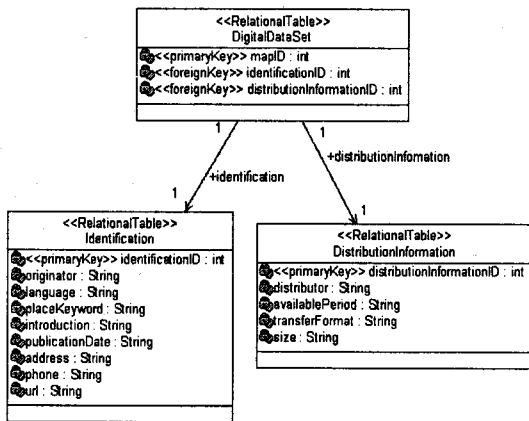 <<RelationalTable>>
DigitalDataSet
<<primaryKey>> mapID : int
<<foreignKey>> identificationID : int
<<foreignKey>> distributionInformationID : int
1
1
+identification
+distributionInfomation
1
1
<<RelationalTable>>
Identification
<<primaryKey>> identificationID : int
originator : String
language : String
placeKeyword : String
introduction : String
publicationDate : String
address : String
phone : String
url : String
<<RelationalTable>>
DistributionInformation
<<primaryKey>> distributionInformationID : int
distributor : String
availablePeriod : String
transferFormat : String
size : String